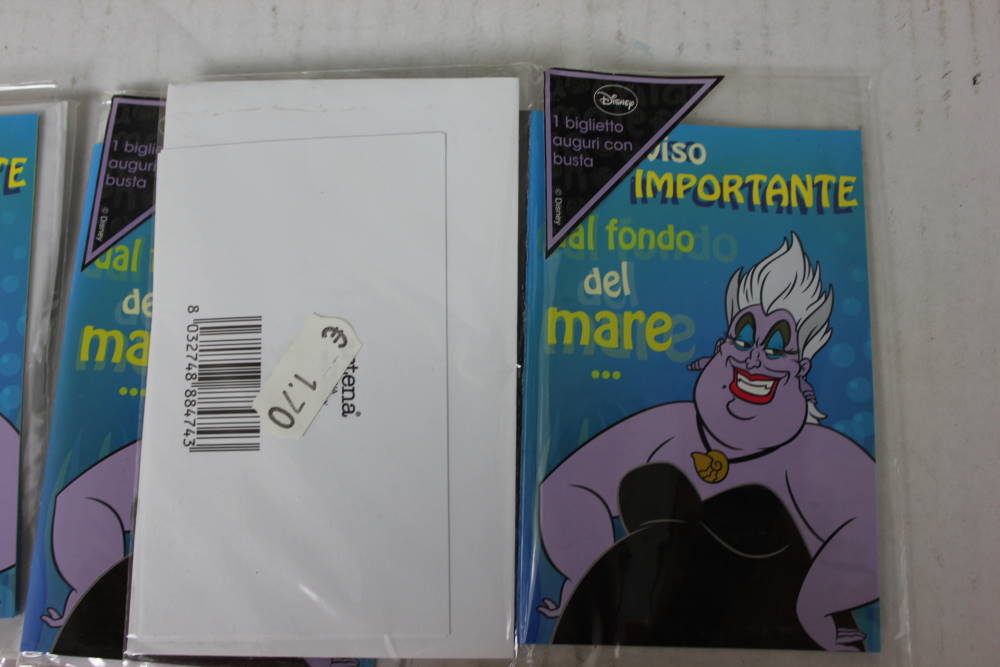 TE
1 bigli
auguri
busta
© Disney
dal
de
ma
...
8 032748 884743
€ 1.70
tena®
Disney
1 biglietto
auguri con
busta
© Disney
viso
IMPORTANTE
dal fondo
del
mare
...